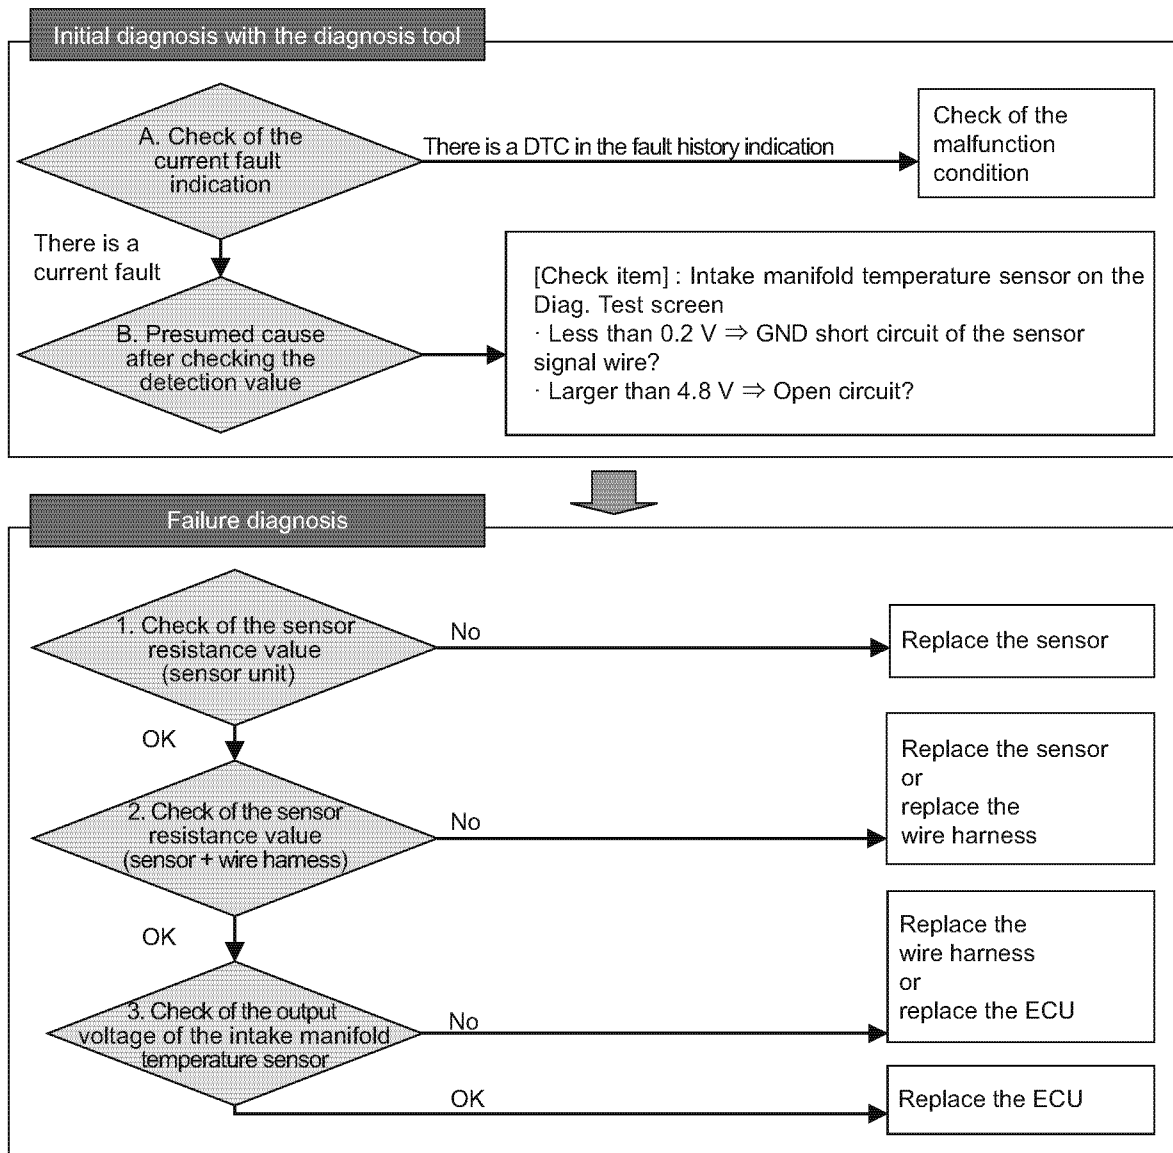 Initial diagnosis with the diagnosis tool
A. Check of the
current fault
indication
There is a DTC in the fault history indication
Check of the
malfunction
condition
There is a
current fault
B. Presumed cause
after checking the
detection value
[Check item] : Intake manifold temperature sensor on the
Diag. Test screen
· Less than 0.2 V ⇒ GND short circuit of the sensor
signal wire?
· Larger than 4.8 V ⇒ Open circuit?
Failure diagnosis
1. Check of the sensor
resistance value
(sensor unit)
No
Replace the sensor
OK
2. Check of the sensor
resistance value
(sensor + wire harness)
No
Replace the sensor
or
replace the
wire harness
OK
3. Check of the output
voltage of the intake manifold
temperature sensor
No
Replace the
wire harness
or
replace the ECU
OK
Replace the ECU